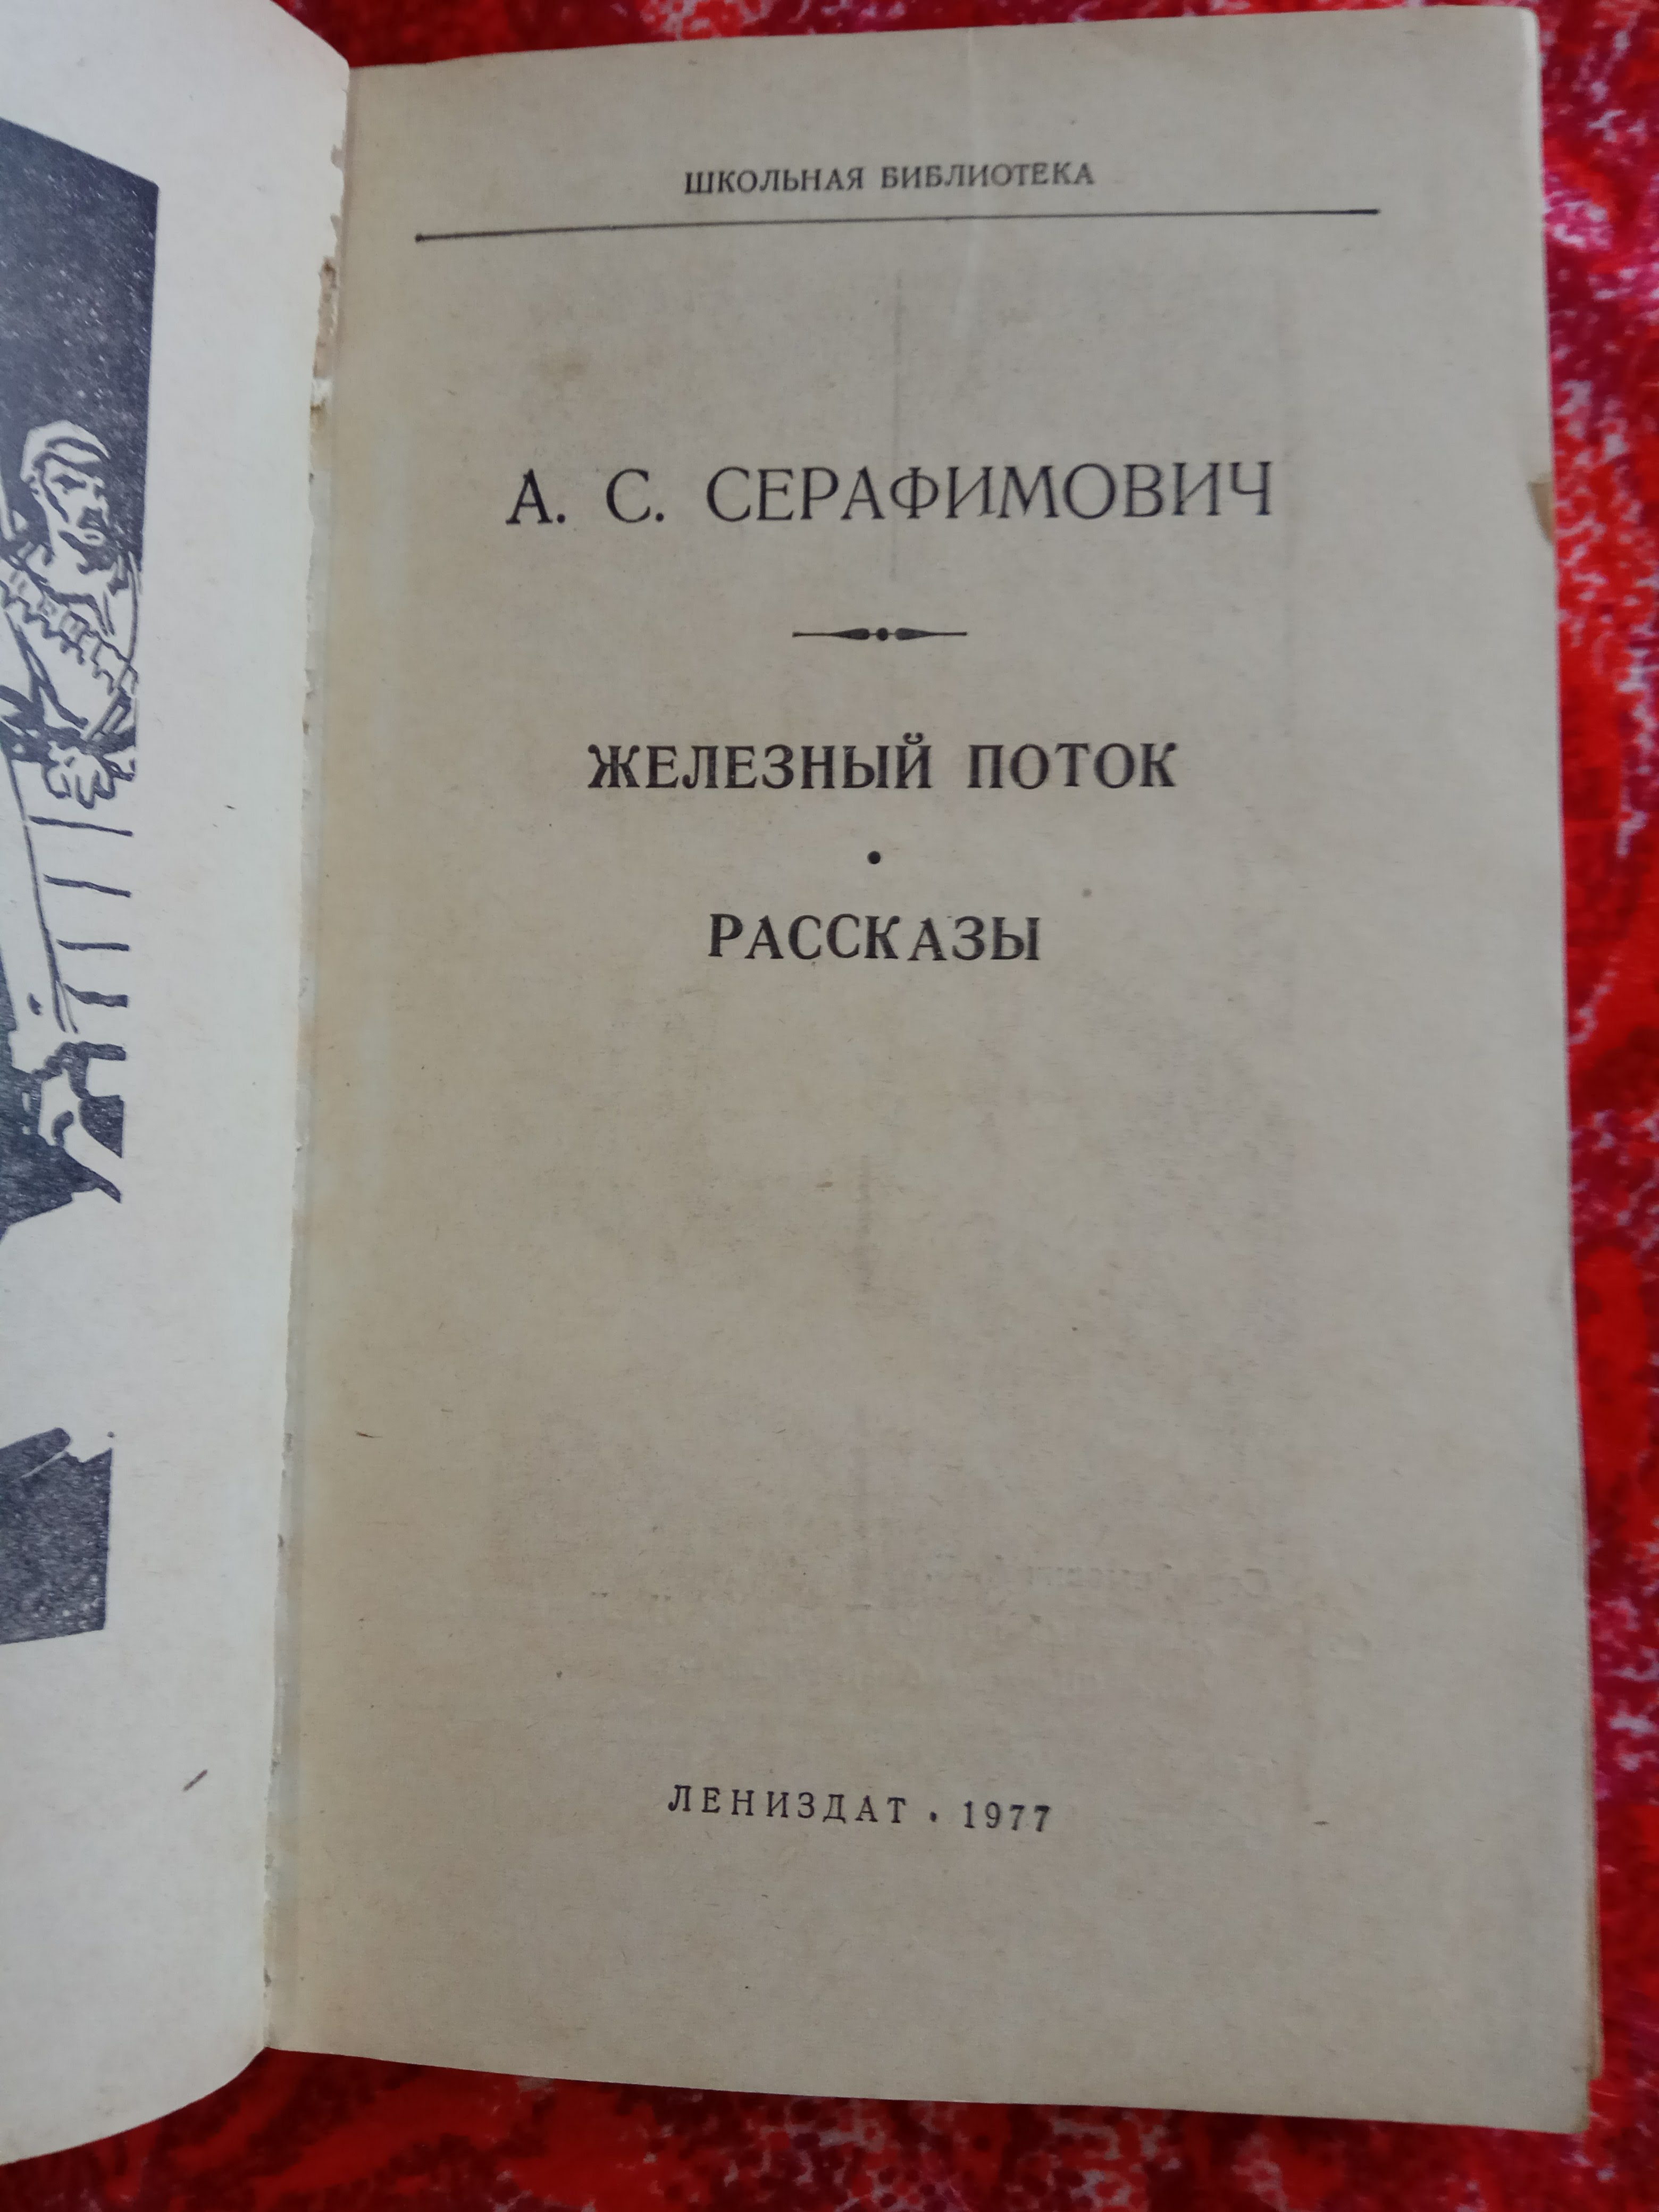 ШКОЛЬНАЯ БИБЛИОТЕКА
А. С. СЕРАФИМОВИЧ
ЖЕЛЕЗНЫЙ ПОТОК
•
РАССКАЗЫ
ЛЕНИЗДАТ • 1977